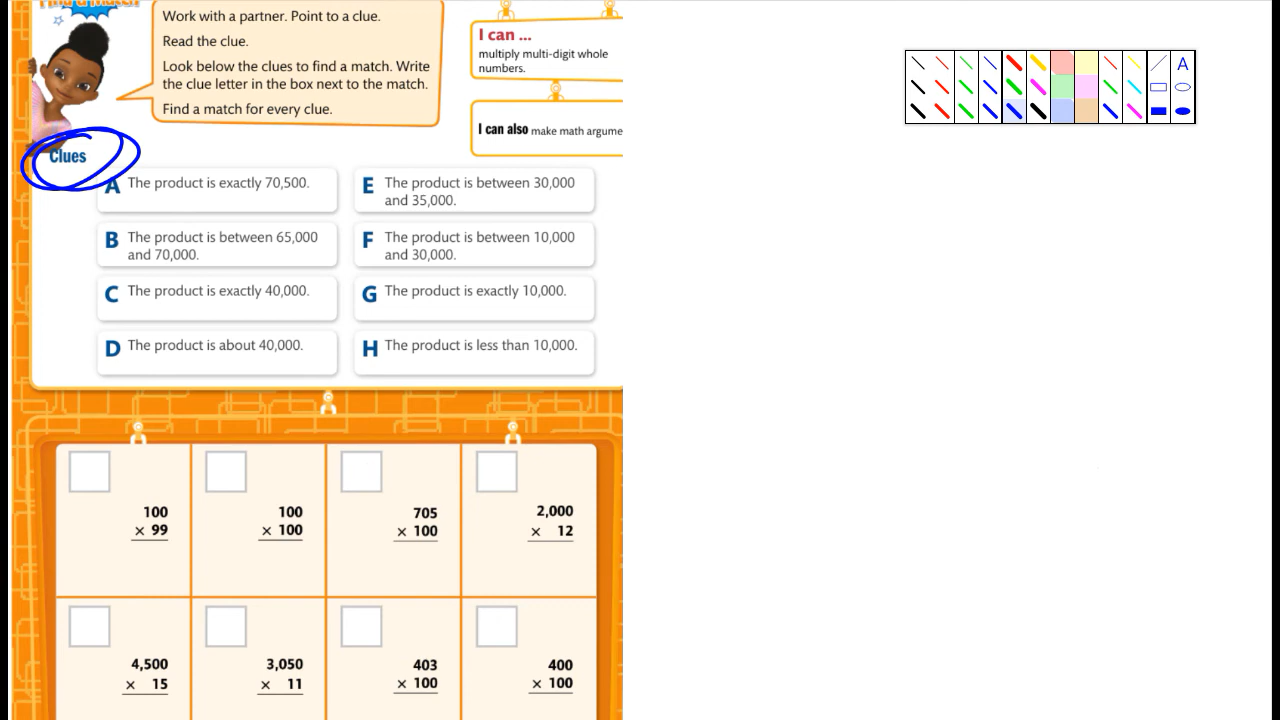 Find a Match
Work with a partner. Point to a clue.
Read the clue.
Look below the clues to find a match. Write
the clue letter in the box next to the match.
Find a match for every clue.
I can ...
multiply multi-digit whole
numbers.
I can also make math argume
Clues
A The product is exactly 70,500.
B The product is between 65,000
and 70,000.
C The product is exactly 40,000.
D The product is about 40,000.
E The product is between 30,000
and 35,000.
F The product is between 10,000
and 30,000.
G The product is exactly 10,000.
H The product is less than 10,000.
100
× 99
100
× 100
705
× 100
2,000
× 12
4,500
× 15
3,050
× 11
403
× 100
400
× 100
A